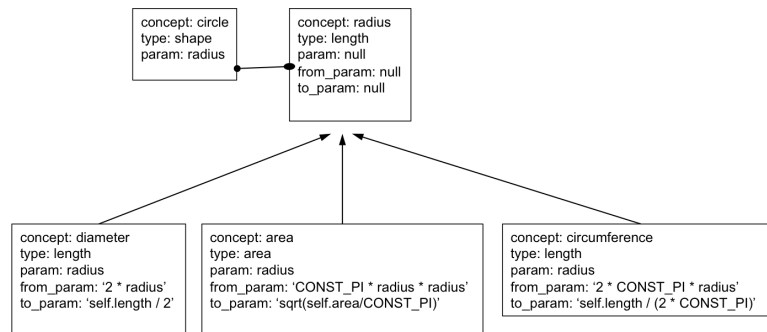 concept: circle
type: shape
param: radius
concept: radius
type: length
param: null
from_param: null
to_param: null
concept: diameter
type: length
param: radius
from_param: ‘2 * radius’
to_param: ‘self.length / 2’
concept: area
type: area
param: radius
from_param: ‘CONST_PI * radius * radius’
to_param: ‘sqrt(self.area/CONST_PI)’
concept: circumference
type: length
param: radius
from_param: ‘2 * CONST_PI * radius’
to_param: ‘self.length / (2 * CONST_PI)’